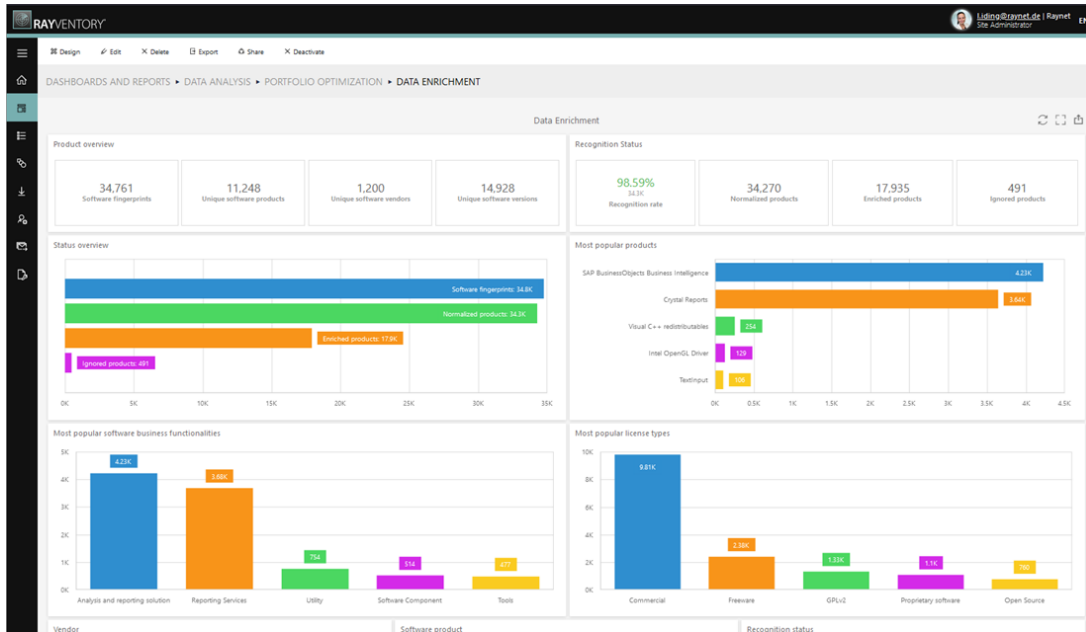 RAYVENTORY
Liding@raynet.de | Raynet
Site Administrator
EN
Design Edit Delete Export Share Deactivate
DASHBOARDS AND REPORTS DATA ANALYSIS PORTFOLIO OPTIMIZATION DATA ENRICHMENT
Data Enrichment
Product overview
34,761
Software fingerprints
11,248
Unique software products
1,200
Unique software vendors
14,928
Unique software versions
Recognition Status
98.59%
34.3K
Recognition rate
34,270
Normalized products
17,935
Enriched products
491
Ignored products
Status overview
Software fingerprints: 34.8K
Normalized products: 34.3K
Enriched products: 17.9K
Ignored products: 491
0K 5K 10K 15K 20K 25K 30K 35K
Most popular products
SAP BusinessObjects Business Intelligence 4.23K
Crystal Reports 3.64K
Visual C++ redistributables 254
Intel OpenGL Driver 129
TextInput 106
0K 0.5K 1K 1.5K 2K 2.5K 3K 3.5K 4K 4.5K
Most popular software business functionalities
5K
4K
3K
2K
1K
0K
4.23K
3.68K
754
514
477
Analysis and reporting solution Reporting Services Utility Software Component Tools
Most popular license types
10K
8K
6K
4K
2K
0K
9.81K
2.38K
1.33K
1.1K
760
Commercial Freeware GPLv2 Proprietary software Open Source
Vendor
Software product
Recognition status